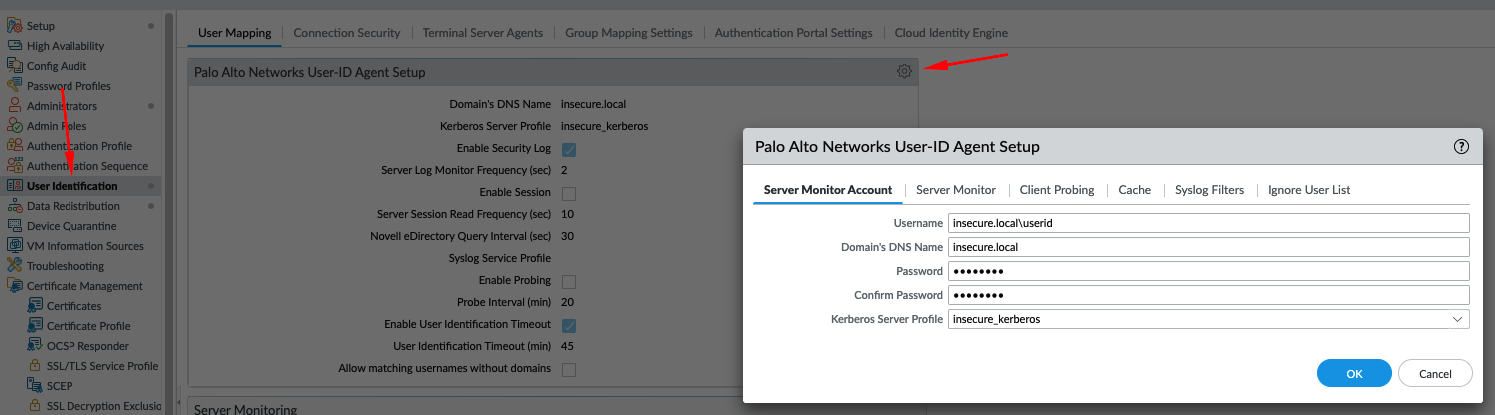 Setup
High Availability
Config Audit
Password Profiles
Administrators
Admin Roles
Authentication Profile
Authentication Sequence
User Identification
Data Redistribution
Device Quarantine
VM Information Sources
Troubleshooting
Certificate Management
Certificates
Certificate Profile
OCSP Responder
SSL/TLS Service Profile
SCEP
SSL Decryption Exclusio
User Mapping Connection Security Terminal Server Agents Group Mapping Settings Authentication Portal Settings Cloud Identity Engine
Palo Alto Networks User-ID Agent Setup
Domain's DNS Name insecure.local
Kerberos Server Profile insecure_kerberos
Enable Security Log
Server Log Monitor Frequency (sec) 2
Enable Session
Server Session Read Frequency (sec) 10
Novell eDirectory Query Interval (sec) 30
Syslog Service Profile
Enable Probing
Probe Interval (min) 20
Enable User Identification Timeout
User Identification Timeout (min) 45
Allow matching usernames without domains
Server Monitoring
Palo Alto Networks User-ID Agent Setup
Server Monitor Account Server Monitor Client Probing Cache Syslog Filters Ignore User List
Username insecure.local\userid
Domain's DNS Name insecure.local
Password ••••••••
Confirm Password ••••••••
Kerberos Server Profile insecure_kerberos
OK Cancel